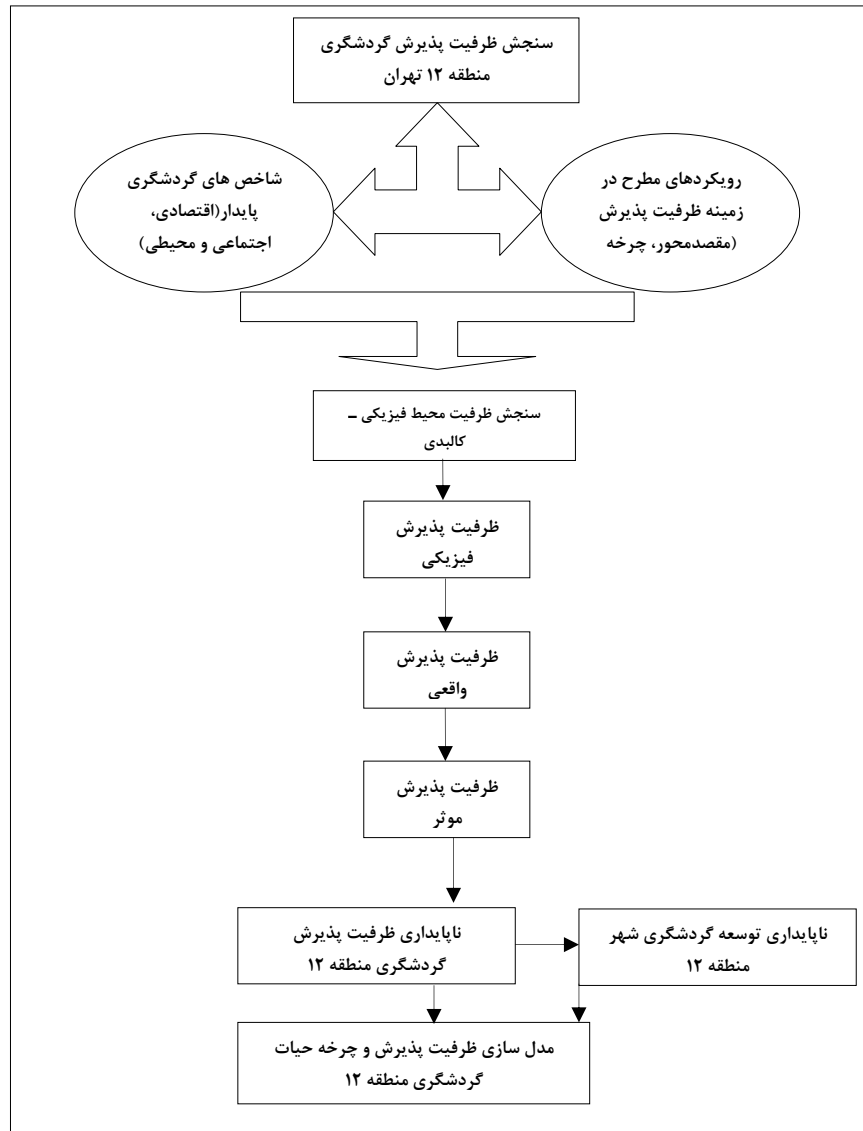 سنجش ظرفیت پذیرش گردشگری
منطقه ۱۲ تهران
رویکردهای مطرح در
زمینه ظرفیت پذیرش
(مقصدمحور، چرخه
شاخص های گردشگری
پایدار(اقتصادی،
اجتماعی و محیطی)
سنجش ظرفیت محیط فیزیکی –
کالبدی
ظرفیت پذیرش
فیزیکی
ظرفیت پذیرش
واقعی
ظرفیت پذیرش
موثر
ناپایداری ظرفیت پذیرش
گردشگری منطقه ۱۲
ناپایداری توسعه گردشگری شهر
منطقه ۱۲
مدل سازی ظرفیت پذیرش و چرخه حیات
گردشگری منطقه ۱۲